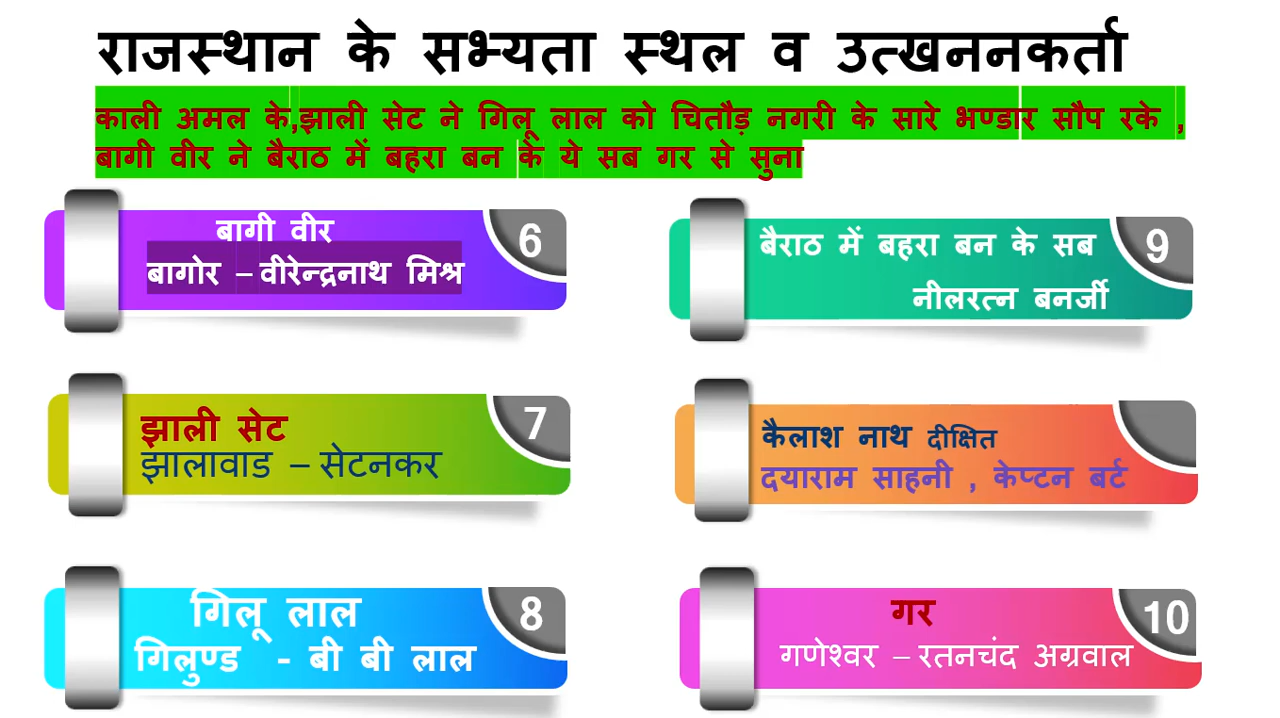 राजस्थान के सभ्यता स्थल व उत्खननकर्ता
काली अमल के,झाली सेट ने गिलू लाल को चितौड़ नगरी के सारे भण्डार सौप रके ,
बागी वीर ने बैराठ में बहरा बन के ये सब गर से सुना
बागी वीर
बागोर – वीरेन्द्रनाथ मिश्र
6
झाली सेट
झालावाड – सेटनकर
7
गिलू लाल
गिलुण्ड - बी बी लाल
8
बैराठ में बहरा बन के सब
नीलरत्न बनर्जी
9
कैलाश नाथ दीक्षित
दयाराम साहनी , केप्टन बर्ट
गर
गणेश्वर – रतनचंद अग्रवाल
10